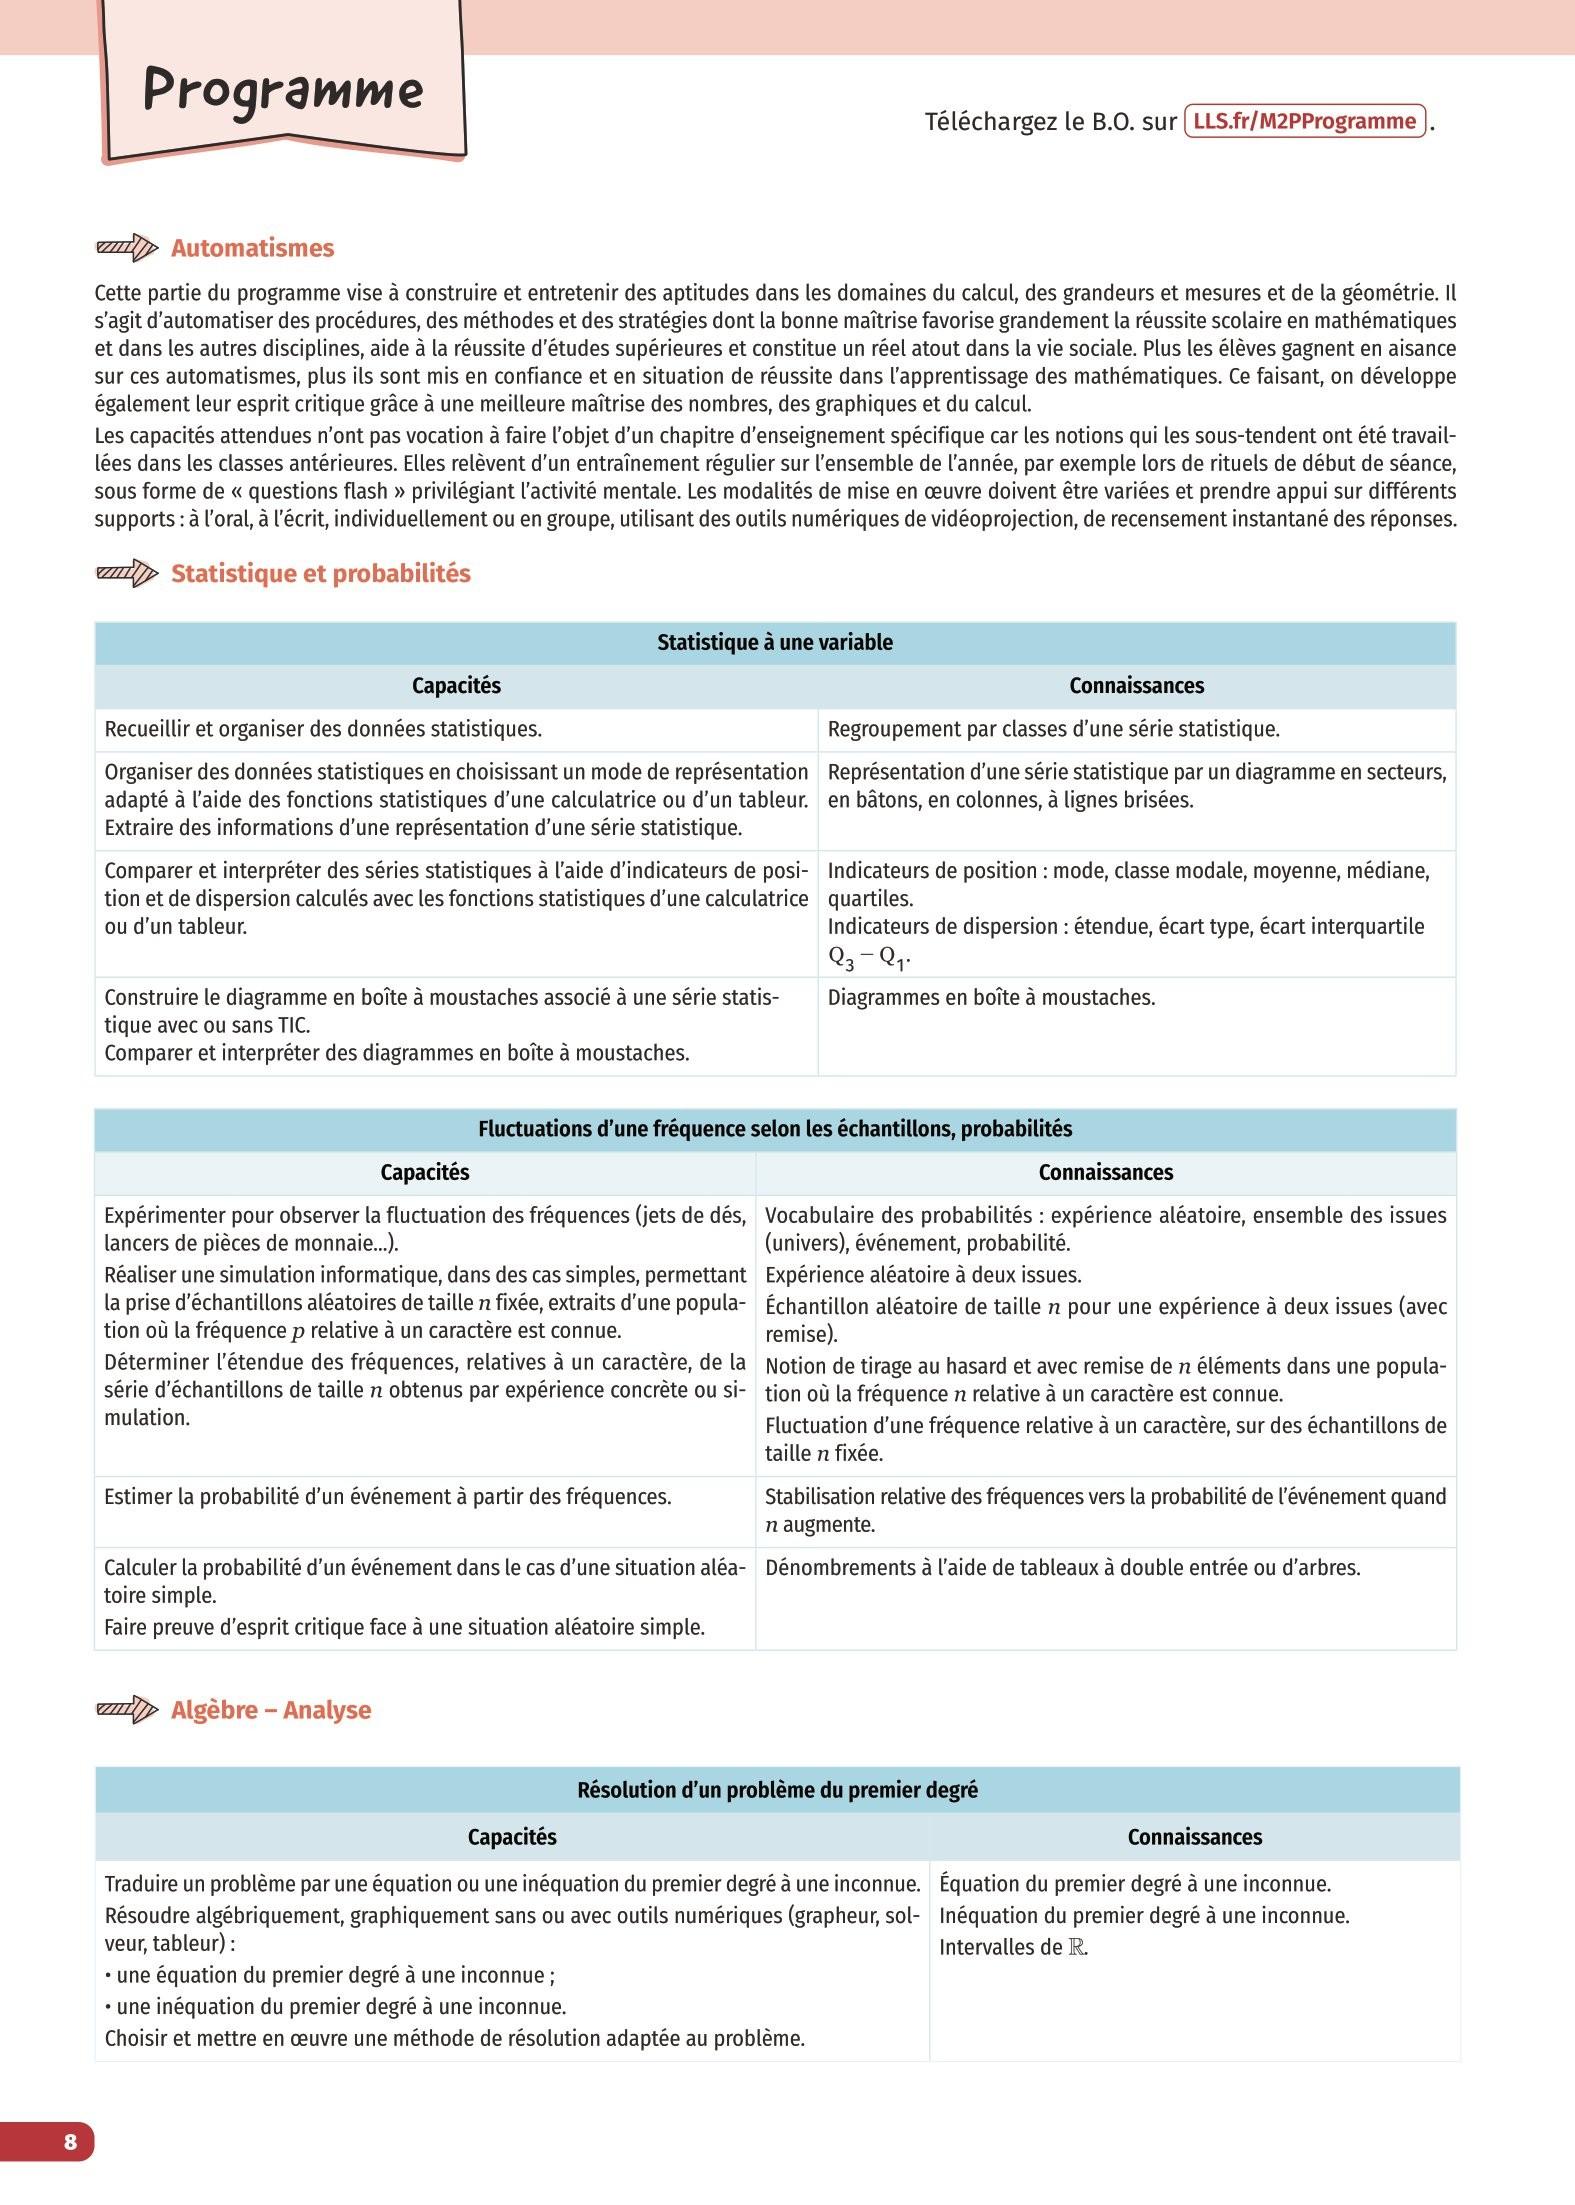 Programme
Téléchargez le B.O. sur LLS.fr/M2PProgramme .
Automatismes
Cette partie du programme vise à construire et entretenir des aptitudes dans les domaines du calcul, des grandeurs et mesures et de la géométrie. Il
s’agit d’automatiser des procédures, des méthodes et des stratégies dont la bonne maîtrise favorise grandement la réussite scolaire en mathématiques
et dans les autres disciplines, aide à la réussite d’études supérieures et constitue un réel atout dans la vie sociale. Plus les élèves gagnent en aisance
sur ces automatismes, plus ils sont mis en confiance et en situation de réussite dans l’apprentissage des mathématiques. Ce faisant, on développe
également leur esprit critique grâce à une meilleure maîtrise des nombres, des graphiques et du calcul.
Les capacités attendues n’ont pas vocation à faire l’objet d’un chapitre d’enseignement spécifique car les notions qui les sous-tendent ont été travail-
lées dans les classes antérieures. Elles relèvent d’un entraînement régulier sur l’ensemble de l’année, par exemple lors de rituels de début de séance,
sous forme de « questions flash » privilégiant l’activité mentale. Les modalités de mise en œuvre doivent être variées et prendre appui sur différents
supports : à l’oral, à l’écrit, individuellement ou en groupe, utilisant des outils numériques de vidéoprojection, de recensement instantané des réponses.
Statistique et probabilités
Statistique à une variable
Capacités
Connaissances
Recueillir et organiser des données statistiques.
Regroupement par classes d’une série statistique.
Organiser des données statistiques en choisissant un mode de représentation
adapté à l’aide des fonctions statistiques d’une calculatrice ou d’un tableur.
Extraire des informations d’une représentation d’une série statistique.
Représentation d’une série statistique par un diagramme en secteurs,
en bâtons, en colonnes, à lignes brisées.
Comparer et interpréter des séries statistiques à l’aide d’indicateurs de posi-
tion et de dispersion calculés avec les fonctions statistiques d’une calculatrice
ou d’un tableur.
Indicateurs de position : mode, classe modale, moyenne, médiane,
quartiles.
Indicateurs de dispersion : étendue, écart type, écart interquartile
Q₃ − Q₁.
Construire le diagramme en boîte à moustaches associé à une série statis-
tique avec ou sans TIC.
Comparer et interpréter des diagrammes en boîte à moustaches.
Diagrammes en boîte à moustaches.
Fluctuations d’une fréquence selon les échantillons, probabilités
Capacités
Connaissances
Expérimenter pour observer la fluctuation des fréquences (jets de dés,
lancers de pièces de monnaie...).
Réaliser une simulation informatique, dans des cas simples, permettant
la prise d’échantillons aléatoires de taille n fixée, extraits d’une popula-
tion où la fréquence p relative à un caractère est connue.
Déterminer l’étendue des fréquences, relatives à un caractère, de la
série d’échantillons de taille n obtenus par expérience concrète ou si-
mulation.
Vocabulaire des probabilités : expérience aléatoire, ensemble des issues
(univers), événement, probabilité.
Expérience aléatoire à deux issues.
Échantillon aléatoire de taille n pour une expérience à deux issues (avec
remise).
Notion de tirage au hasard et avec remise de n éléments dans une popula-
tion où la fréquence n relative à un caractère est connue.
Fluctuation d’une fréquence relative à un caractère, sur des échantillons de
taille n fixée.
Estimer la probabilité d’un événement à partir des fréquences.
Stabilisation relative des fréquences vers la probabilité de l’événement quand
n augmente.
Calculer la probabilité d’un événement dans le cas d’une situation aléa-
toire simple.
Faire preuve d’esprit critique face à une situation aléatoire simple.
Dénombrements à l’aide de tableaux à double entrée ou d’arbres.
Algèbre – Analyse
Résolution d’un problème du premier degré
Capacités
Connaissances
Traduire un problème par une équation ou une inéquation du premier degré à une inconnue.
Résoudre algébriquement, graphiquement sans ou avec outils numériques (grapheur, sol-
veur, tableur) :
• une équation du premier degré à une inconnue ;
• une inéquation du premier degré à une inconnue.
Choisir et mettre en œuvre une méthode de résolution adaptée au problème.
Équation du premier degré à une inconnue.
Inéquation du premier degré à une inconnue.
Intervalles de ℝ.
8